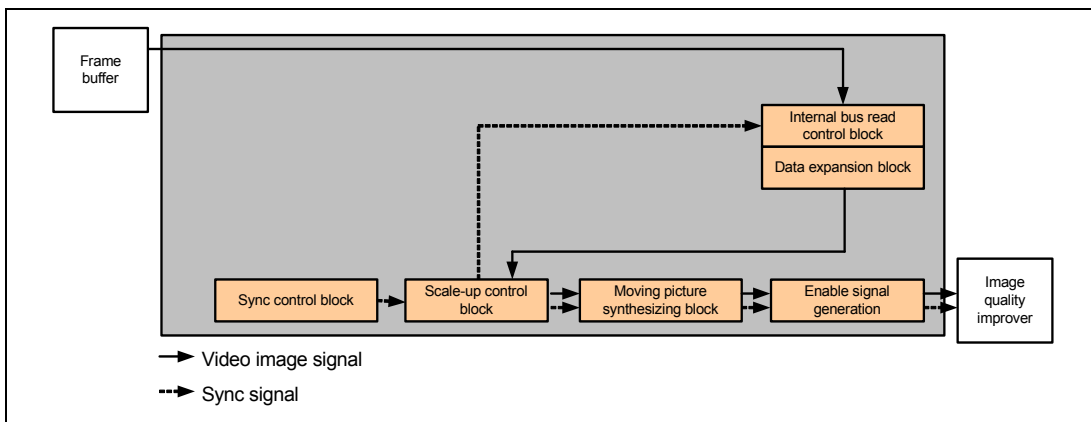 Frame
buffer
Internal bus read
control block
Data expansion block
Sync control block
Scale-up control
block
Moving picture
synthesizing block
Enable signal
generation
Image
quality
improver
Video image signal
Sync signal